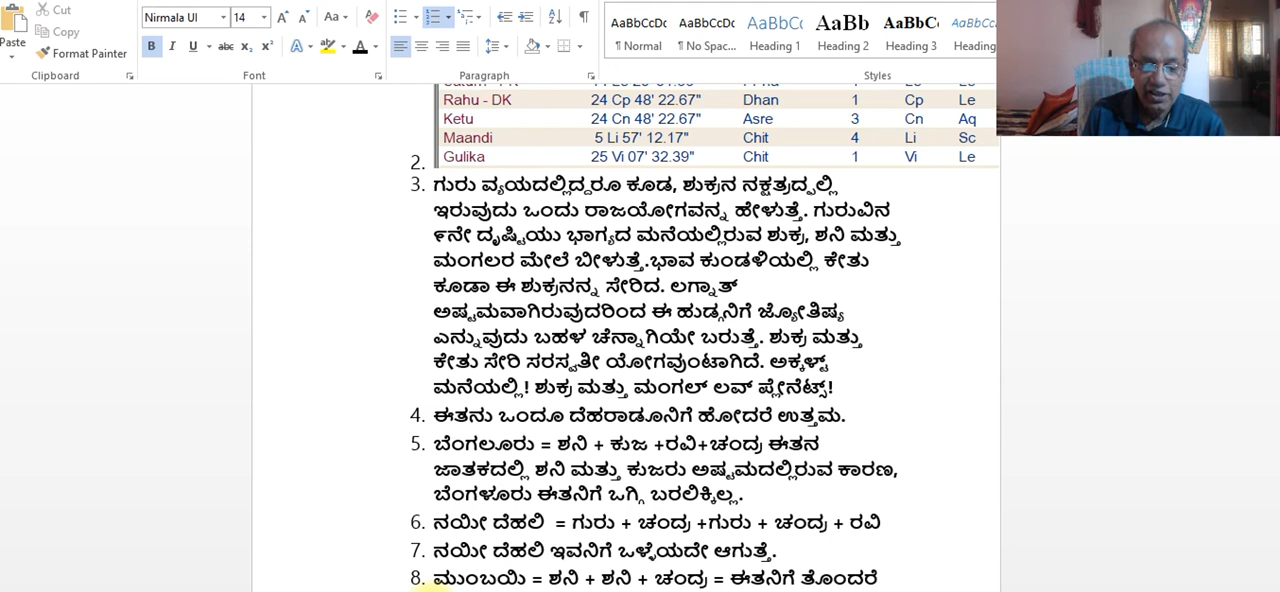 Cut
Copy
Format Painter
Paste
Clipboard
Nirmala UI 14
B I U abc x₂ x²
Font
Paragraph
AaBbCcDc AaBbCcDc AaBbCc AaBb AaBbC AaBbCcDc
¶ Normal ¶ No Spac... Heading 1 Heading 2 Heading 3 Heading
Styles
Rahu - DK 24 Cp 48' 22.67" Dhan 1 Cp Le
Ketu 24 Cn 48' 22.67" Asre 3 Cn Aq
Maandi 5 Li 57' 12.17" Chit 4 Li Sc
Gulika 25 Vi 07' 32.39" Chit 1 Vi Le
2.
3. ಗುರು ವ್ಯಯದಲ್ಲಿದ್ದರೂ ಕೂಡ, ಶುಕ್ರನ ನಕ್ಷತ್ರದ್ಲಲ್ಲಿ
ಇರುವುದು ಒಂದು ರಾಜಯೋಗವನ್ನ ಹೇಳುತ್ತೆ. ಗುರುವಿನ
೯ನೇ ದೃಷ್ಟಿಯು ಭಾಗ್ಯದ ಮನೆಯಲ್ಲಿರುವ ಶುಕ್ರ, ಶನಿ ಮತ್ತು
ಮಂಗಲರ ಮೇಲೆ ಬೀಳುತ್ತೆ.ಭಾವ ಕುಂಡಳಿಯಲ್ಲಿ ಕೇತು
ಕೂಡಾ ಈ ಶುಕ್ರನನ್ನ ಸೇರಿದ. ಲಗ್ನಾತ್
ಅಷ್ಟಮವಾಗಿರುವುದರಿಂದ ಈ ಹುಡ್ಗನಿಗೆ ಜ್ಯೋತಿಷ್ಯ
ಎನ್ನುವುದು ಬಹಳ ಚೆನ್ನಾಗಿಯೇ ಬರುತ್ತೆ. ಶುಕ್ರ ಮತ್ತು
ಕೇತು ಸೇರಿ ಸರಸ್ವತೀ ಯೋಗವುಂಟಾಗಿದೆ. ಅಕ್ಕಳ್ಟ್
ಮನೆಯಲ್ಲಿ! ಶುಕ್ರ ಮತ್ತು ಮಂಗಲ್ ಲವ್ ಪ್ಲೇನೆಟ್ಸ್!
4. ಈತನು ಒಂದೂ ದೆಹರಾಡೂನಿಗೆ ಹೋದರೆ ಉತ್ತಮ.
5. ಬೆಂಗಲೂರು = ಶನಿ + ಕುಜ +ರವಿ+ಚಂದ್ರ ಈತನ
ಜಾತಕದಲ್ಲಿ ಶನಿ ಮತ್ತು ಕುಜರು ಅಷ್ಟಮದಲ್ಲಿರುವ ಕಾರಣ,
ಬೆಂಗಳೂರು ಈತನಿಗೆ ಒಗ್ಗಿ ಬರಲಿಕ್ಕಿಲ್ಲ.
6. ನಯೀ ದೆಹಲಿ = ಗುರು + ಚಂದ್ರ +ಗುರು + ಚಂದ್ರ + ರವಿ
7. ನಯೀ ದೆಹಲಿ ಇವನಿಗೆ ಒಳ್ಳೆಯದೇ ಆಗುತ್ತೆ.
8. ಮುಂಬಯಿ = ಶನಿ + ಶನಿ + ಚಂದ್ರ = ಈತನಿಗೆ ತೊಂದರೆ